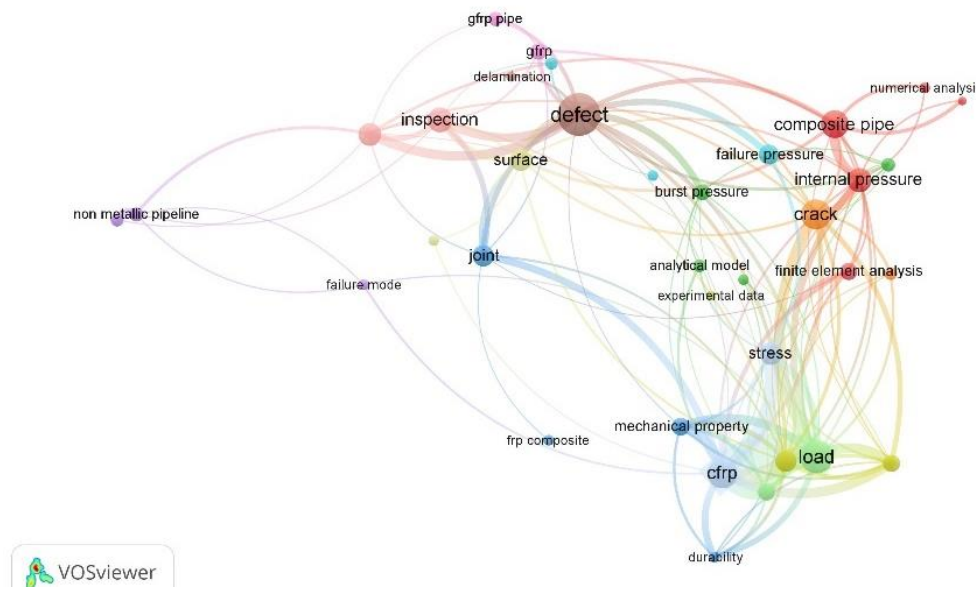 gfrp pipe
gfrp
delamination
numerical analysi
defect
inspection
composite pipe
surface
failure pressure
internal pressure
burst pressure
non metallic pipeline
crack
joint
analytical model
finite element analysis
failure mode
experimental data
stress
mechanical property
frp composite
load
cfrp
durability
VOSviewer